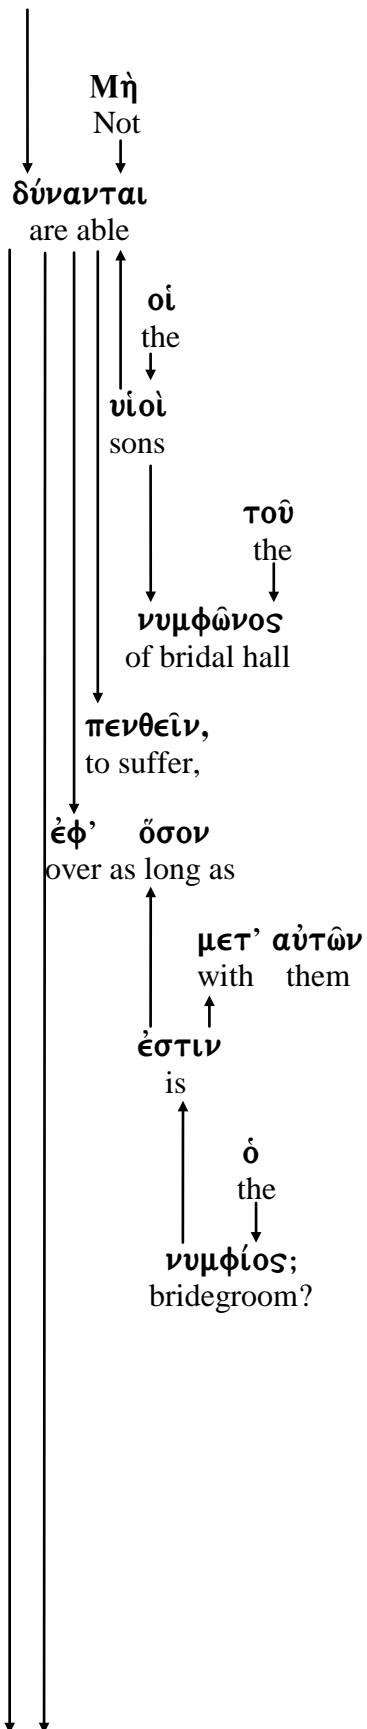 Μὴ
Not
δύνανται
are able
οἱ
the
υἱοὶ
sons
τοῦ
the
νυμφῶνος
of bridal hall
πενθεῖν,
to suffer,
ἐφ’ ὅσον
over as long as
μετ’ αὐτῶν
with them
ἐστιν
is
ὁ
the
νυμφίος;
bridegroom?